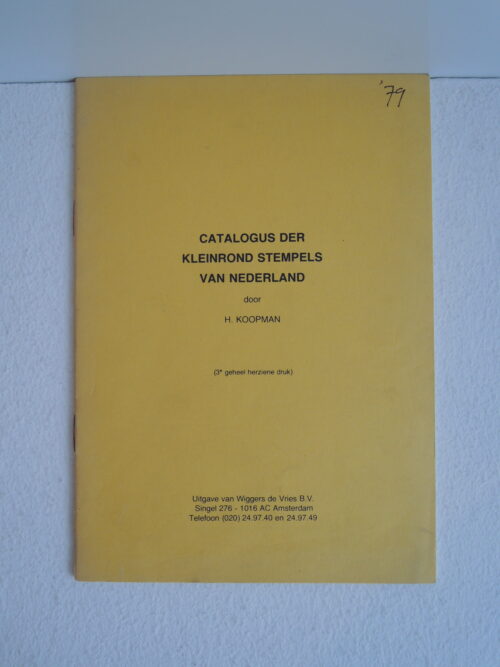 '79
CATALOGUS DER
KLEINROND STEMPELS
VAN NEDERLAND
door
H. KOOPMAN
(3e geheel herziene druk)
Uitgave van Wiggers de Vries B.V.
Singel 276 - 1016 AC Amsterdam
Telefoon (020) 24.97.40 en 24.97.49